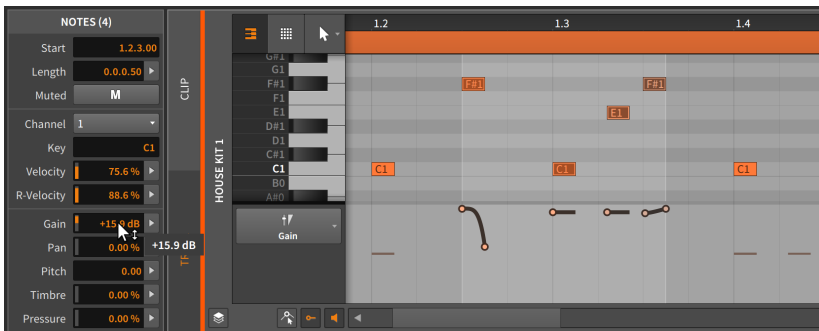 NOTES (4)
Start 1.2.3.00
Length 0.0.0.50
Muted M
Channel 1
Key C1
Velocity 75.6 %
R-Velocity 88.6 %
Gain +15.9 dB
Pan 0.00 %
+15.9 dB
Pitch 0.00
Timbre 0.00 %
Pressure 0.00 %
CLIP
HOUSE KIT 1
1.2 1.3 1.4
G#1
G1
F#1 F#1 F#1
F1
E1 E1
D#1
D1
C#1
C1 C1 C1 C1
B0
A#0
Gain